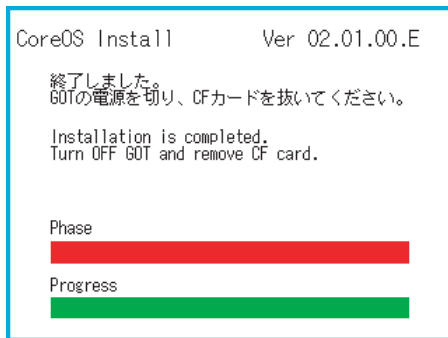 CoreOS Install Ver 02.01.00.E
終了しました。
GOTの電源を切り、CFカードを抜いてください。
Installation is completed.
Turn OFF GOT and remove CF card.
Phase
Progress